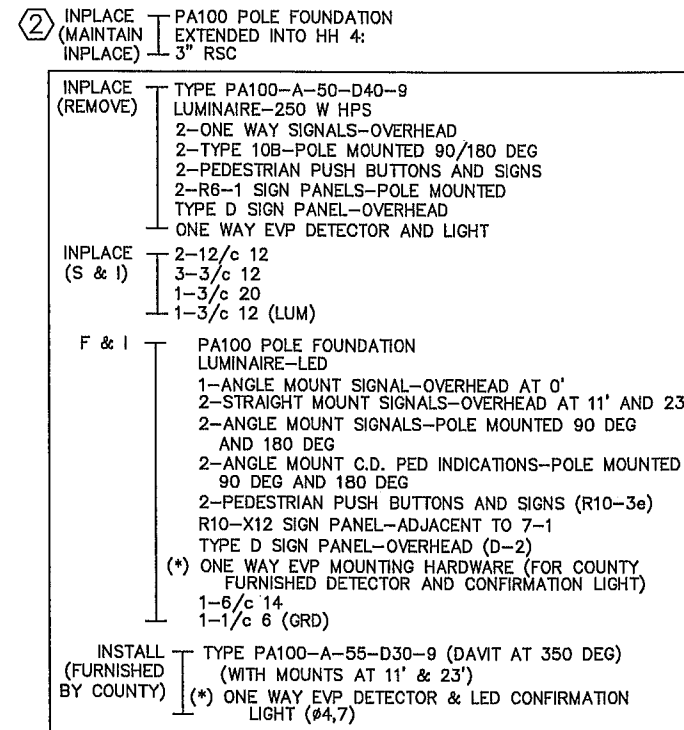 2 INPLACE (MAINTAIN INPLACE)
PA100 POLE FOUNDATION
EXTENDED INTO HH 4:
3" RSC
INPLACE (REMOVE)
TYPE PA100-A-50-D40-9
LUMINAIRE-250 W HPS
2-ONE WAY SIGNALS-OVERHEAD
2-TYPE 10B-POLE MOUNTED 90/180 DEG
2-PEDESTRIAN PUSH BUTTONS AND SIGNS
2-R6-1 SIGN PANELS-POLE MOUNTED
TYPE D SIGN PANEL-OVERHEAD
ONE WAY EVP DETECTOR AND LIGHT
INPLACE (S & I)
2-12/c 12
3-3/c 12
1-3/c 20
1-3/c 12 (LUM)
F & I
PA100 POLE FOUNDATION
LUMINAIRE-LED
1-ANGLE MOUNT SIGNAL-OVERHEAD AT 0'
2-STRAIGHT MOUNT SIGNALS-OVERHEAD AT 11' AND 23
2-ANGLE MOUNT SIGNALS-POLE MOUNTED 90 DEG
AND 180 DEG
2-ANGLE MOUNT C.D. PED INDICATIONS-POLE MOUNTED
90 DEG AND 180 DEG
2-PEDESTRIAN PUSH BUTTONS AND SIGNS (R10-3e)
R10-X12 SIGN PANEL-ADJACENT TO 7-1
TYPE D SIGN PANEL-OVERHEAD (D-2)
(*) ONE WAY EVP MOUNTING HARDWARE (FOR COUNTY
FURNISHED DETECTOR AND CONFIRMATION LIGHT)
1-6/c 14
1-1/c 6 (GRD)
INSTALL (FURNISHED BY COUNTY)
TYPE PA100-A-55-D30-9 (DAVIT AT 350 DEG)
(WITH MOUNTS AT 11' & 23')
(*) ONE WAY EVP DETECTOR & LED CONFIRMATION
LIGHT (ø4,7)